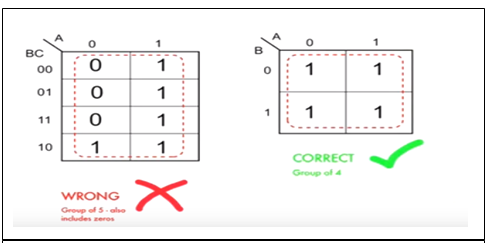 A
0 1
BC
00 0 1
01 0 1
11 0 1
10 1 1
WRONG
Group of 5 - also
includes zeros
A
B 0 1
0 1 1
1 1 1
CORRECT
Group of 4